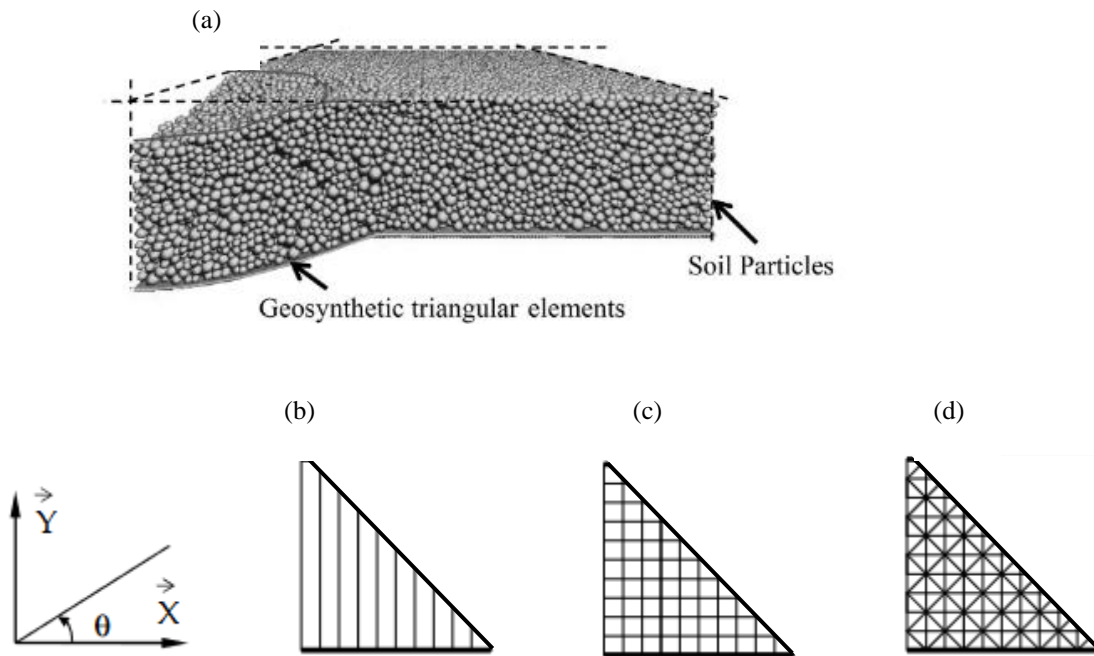 (a)
Soil Particles
Geosynthetic triangular elements
(b)
(c)
(d)
Y
X
θ